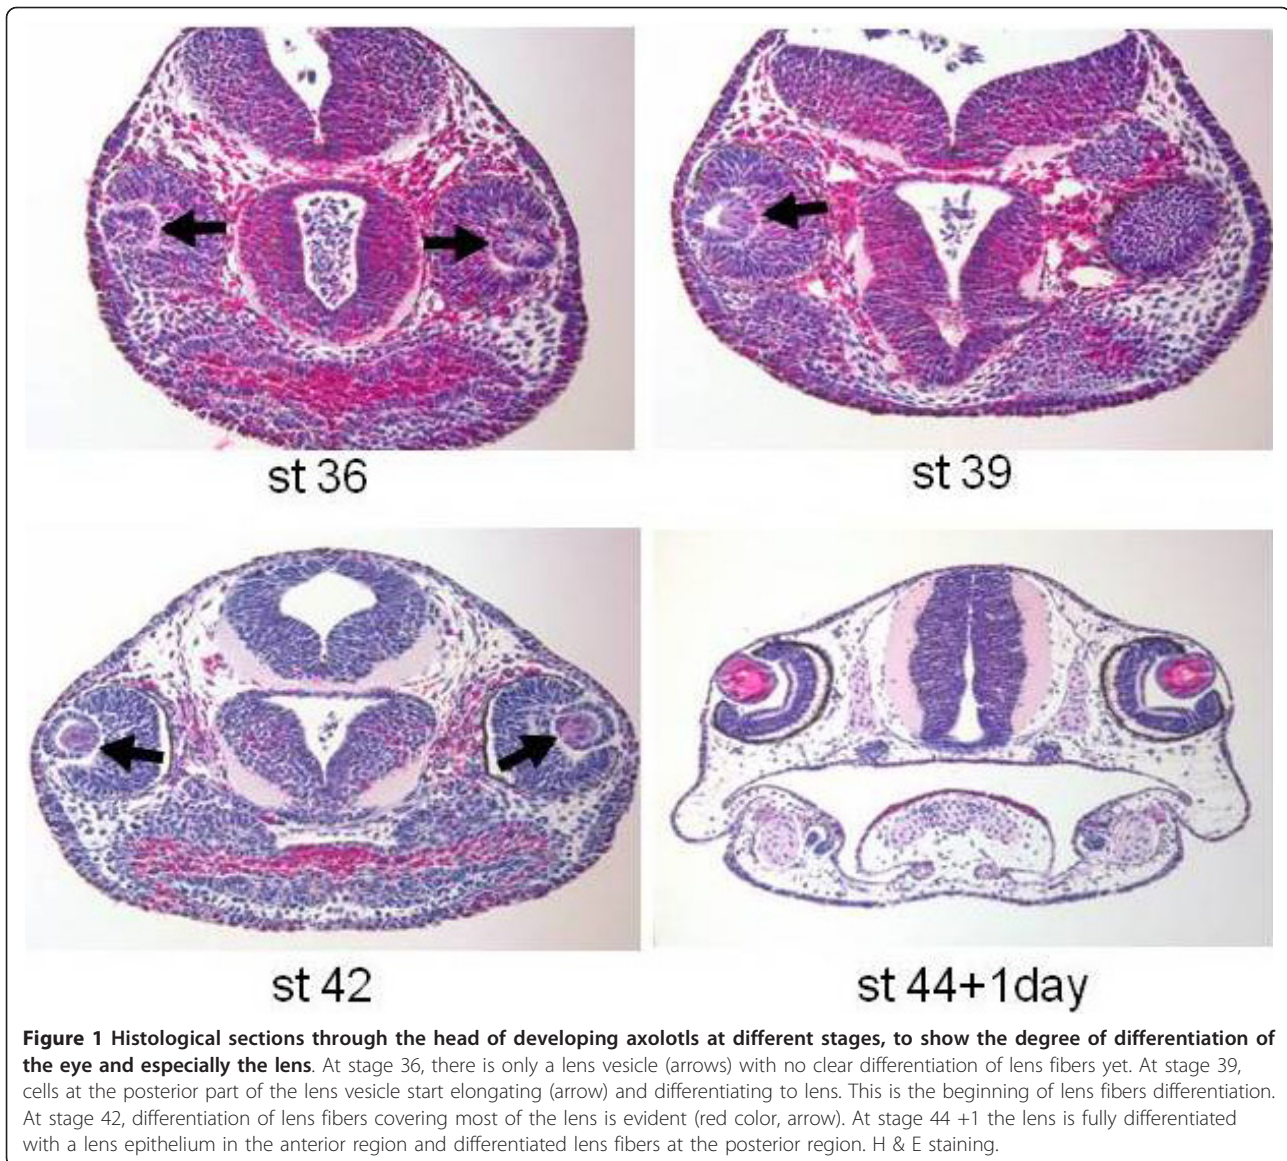 st 36
st 39
st 42
st 44+1day
Figure 1 Histological sections through the head of developing axolotls at different stages, to show the degree of differentiation of
the eye and especially the lens. At stage 36, there is only a lens vesicle (arrows) with no clear differentiation of lens fibers yet. At stage 39,
cells at the posterior part of the lens vesicle start elongating (arrow) and differentiating to lens. This is the beginning of lens fibers differentiation.
At stage 42, differentiation of lens fibers covering most of the lens is evident (red color, arrow). At stage 44 +1 the lens is fully differentiated
with a lens epithelium in the anterior region and differentiated lens fibers at the posterior region. H & E staining.